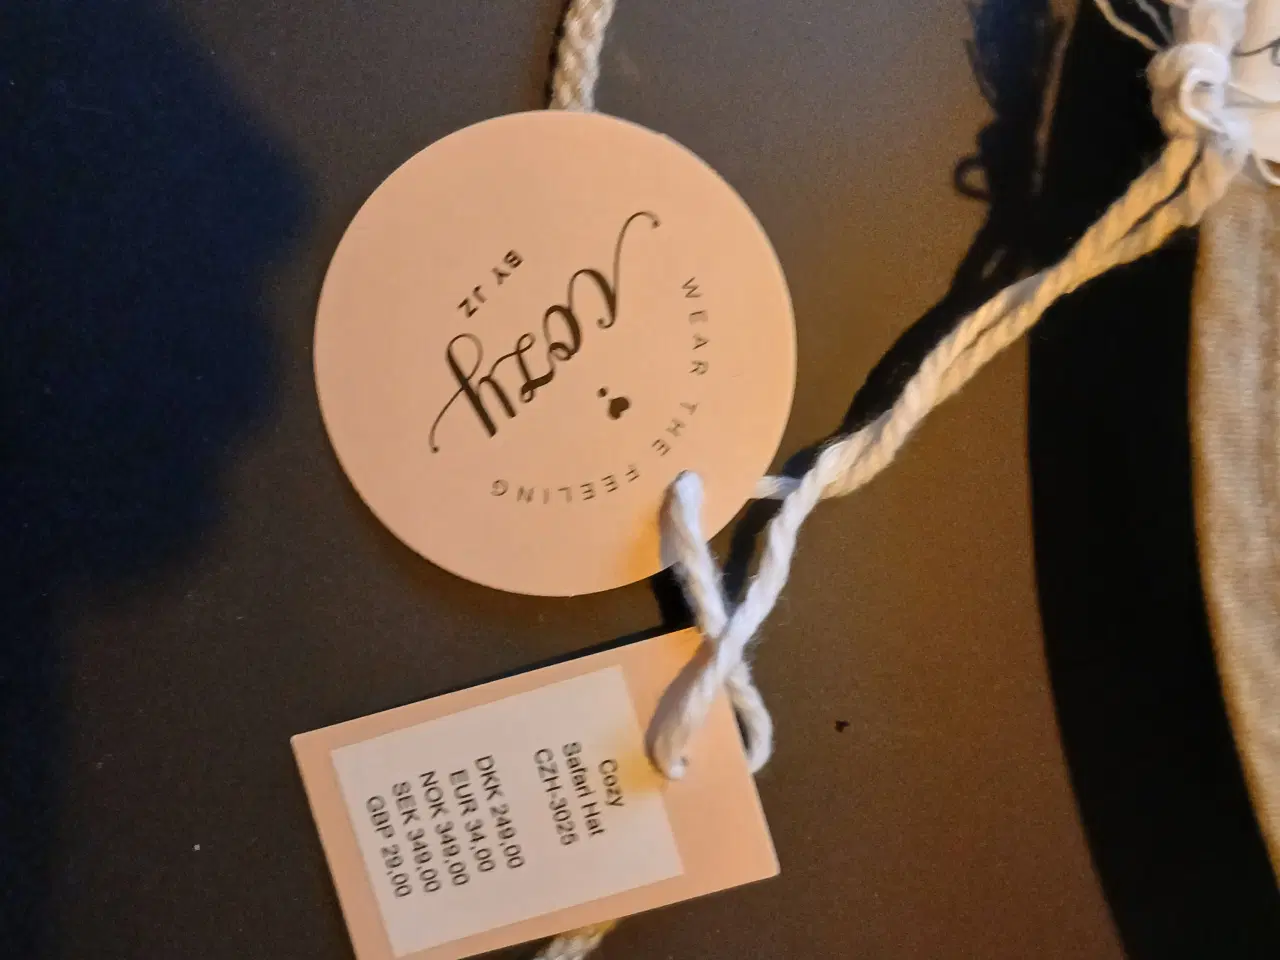 WEAR THE FEELING
cozy
BY JZ
Cozy
Safari Hat
CZH-3025
DKK 249,00
EUR 34,00
NOK 349,00
SEK 349,00
GBP 29,00